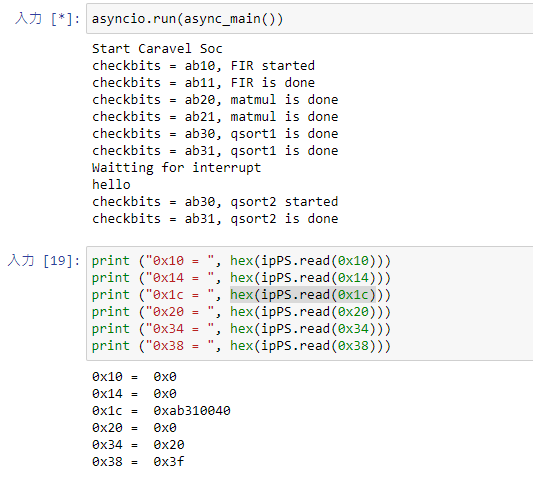 入力 [*]: asyncio.run(async_main())
Start Caravel Soc
checkbits = ab10, FIR started
checkbits = ab11, FIR is done
checkbits = ab20, matmul is done
checkbits = ab21, matmul is done
checkbits = ab30, qsort1 is done
checkbits = ab31, qsort1 is done
Waitting for interrupt
hello
checkbits = ab30, qsort2 started
checkbits = ab31, qsort2 is done
入力 [19]: print ("0x10 = ", hex(ipPS.read(0x10)))
print ("0x14 = ", hex(ipPS.read(0x14)))
print ("0x1c = ", hex(ipPS.read(0x1c)))
print ("0x20 = ", hex(ipPS.read(0x20)))
print ("0x34 = ", hex(ipPS.read(0x34)))
print ("0x38 = ", hex(ipPS.read(0x38)))
0x10 =  0x0
0x14 =  0x0
0x1c =  0xab310040
0x20 =  0x0
0x34 =  0x20
0x38 =  0x3f